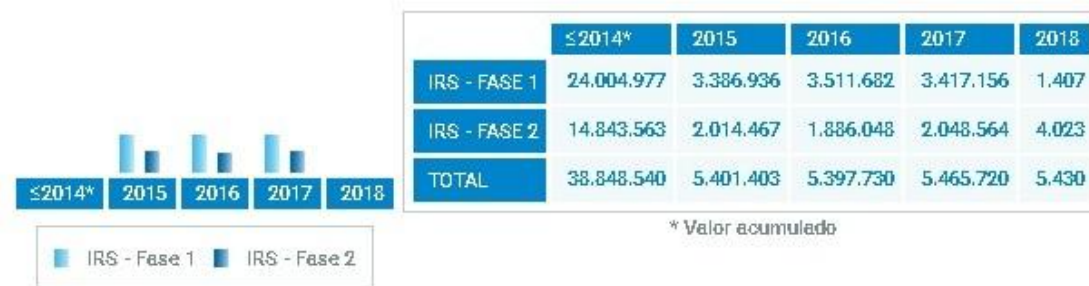 ≤2014* 2015 2016 2017 2018
IRS - FASE 1 24.004.977 3.386.936 3.511.682 3.417.156 1.407
IRS - FASE 2 14.843.563 2.014.467 1.886.048 2.048.564 4.023
TOTAL 38.848.540 5.401.403 5.397.730 5.465.720 5.430
* Valor acumulado
≤2014* 2015 2016 2017 2018
IRS - Fase 1 IRS - Fase 2